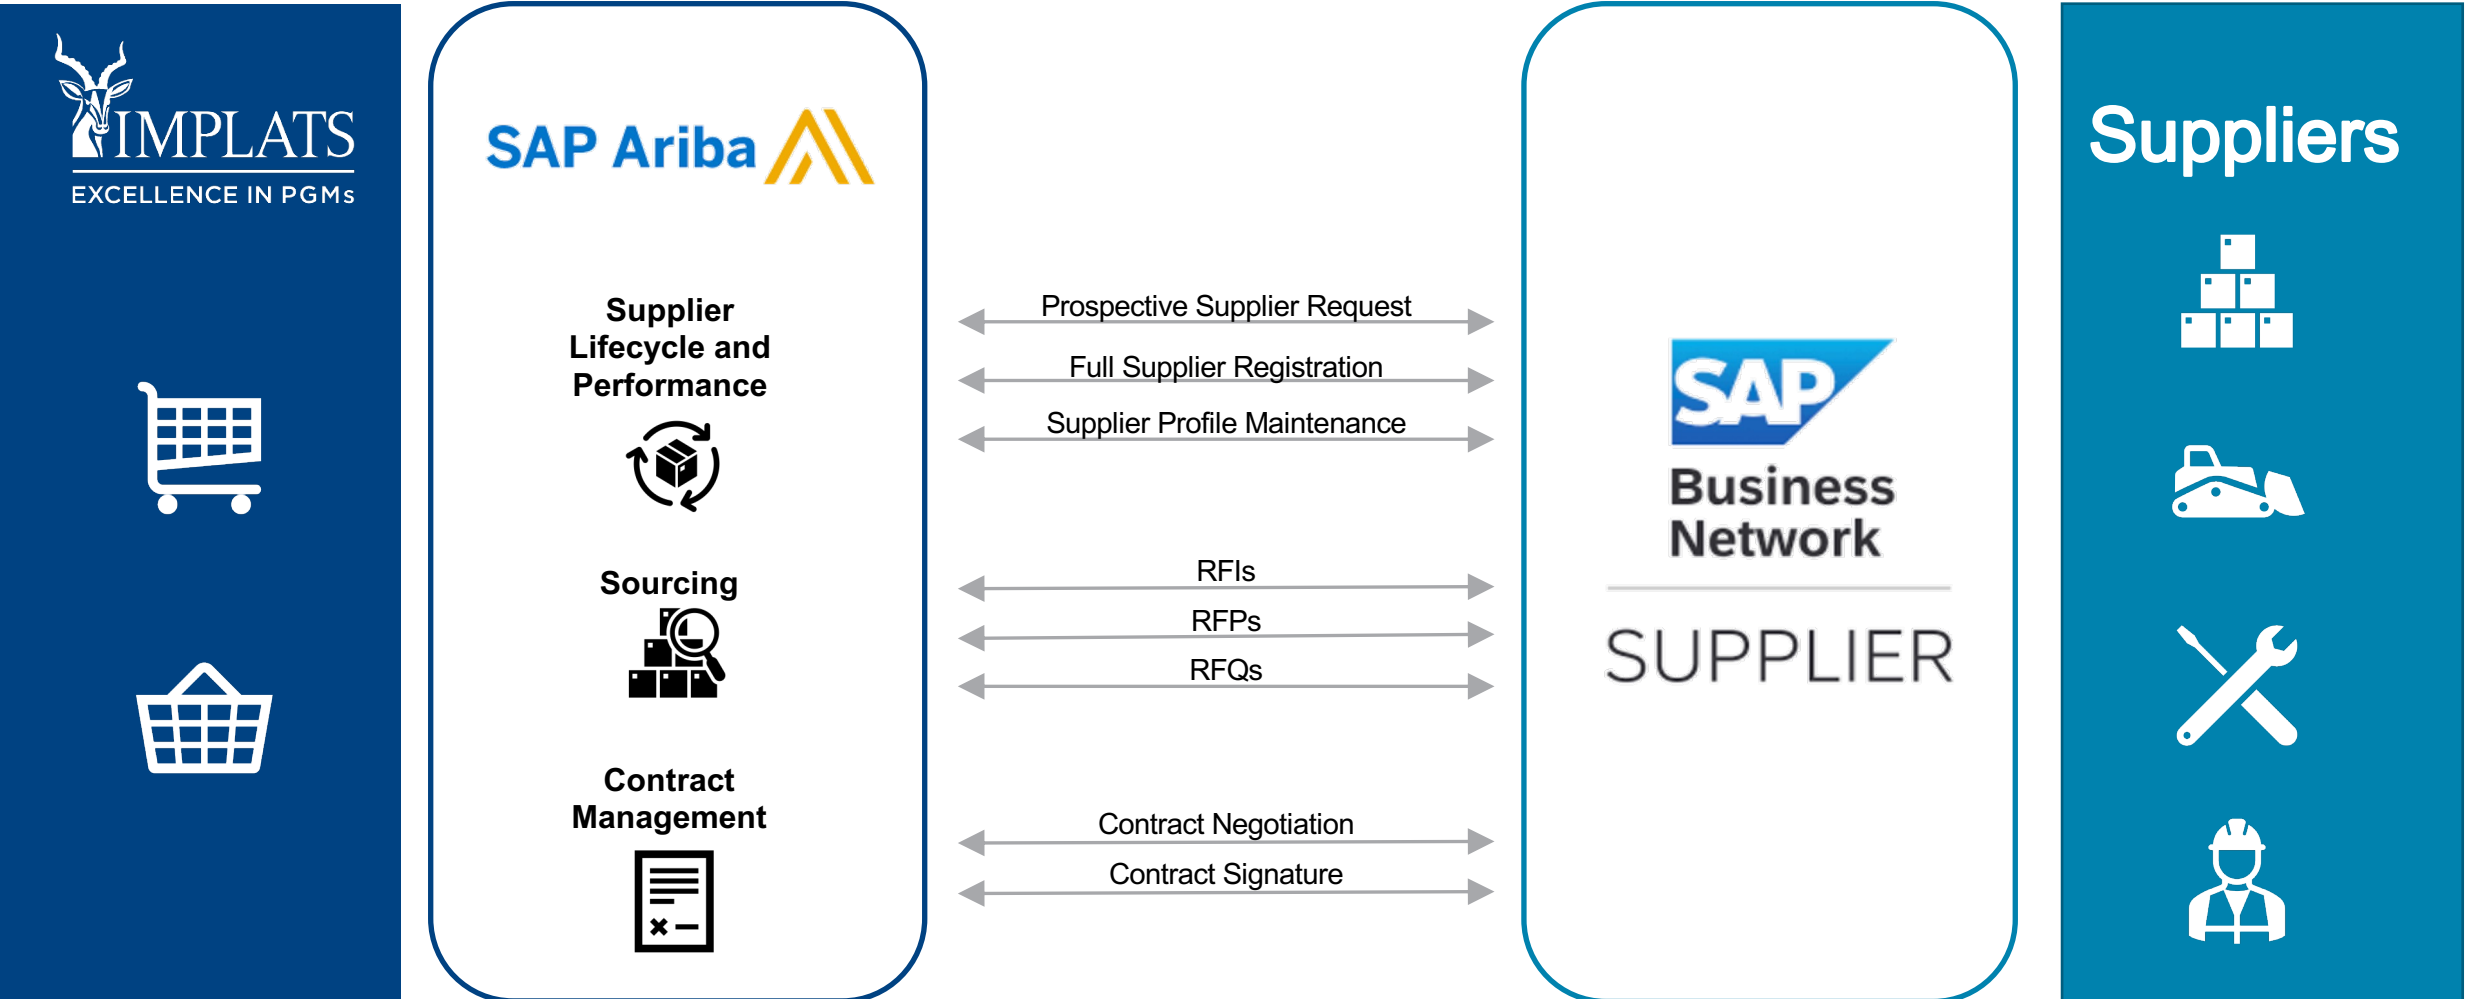 IMPLATS
EXCELLENCE IN PGMs
SAP Ariba
Supplier
Lifecycle and
Performance
Sourcing
Contract
Management
Prospective Supplier Request
Full Supplier Registration
Supplier Profile Maintenance
RFIs
RFPs
RFQs
Contract Negotiation
Contract Signature
SAP
Business
Network
SUPPLIER
Suppliers